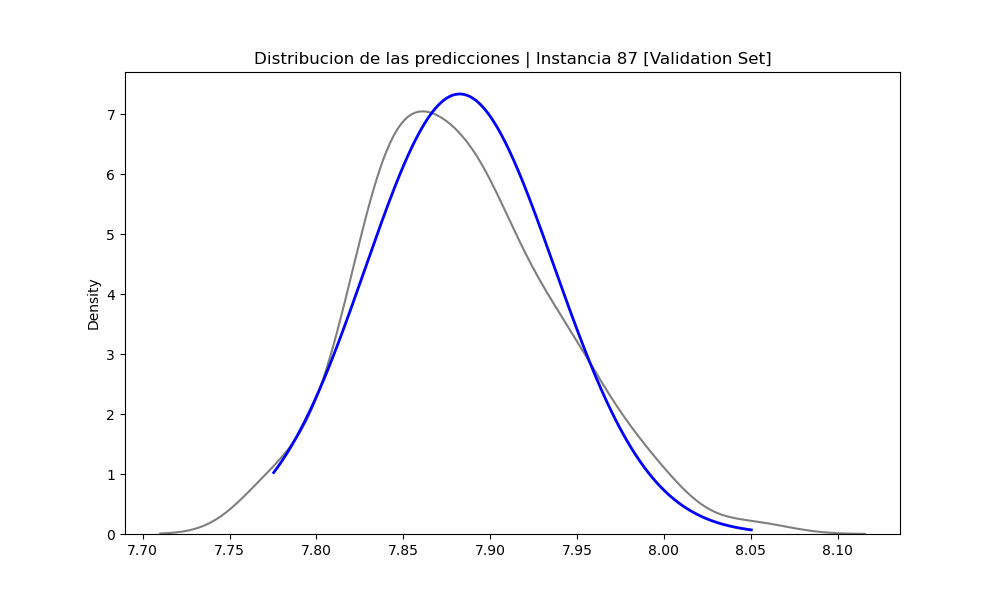 Distribucion de las predicciones | Instancia 87 [Validation Set]
Density
7
6
5
4
3
2
1
0
7.70 7.75 7.80 7.85 7.90 7.95 8.00 8.05 8.10